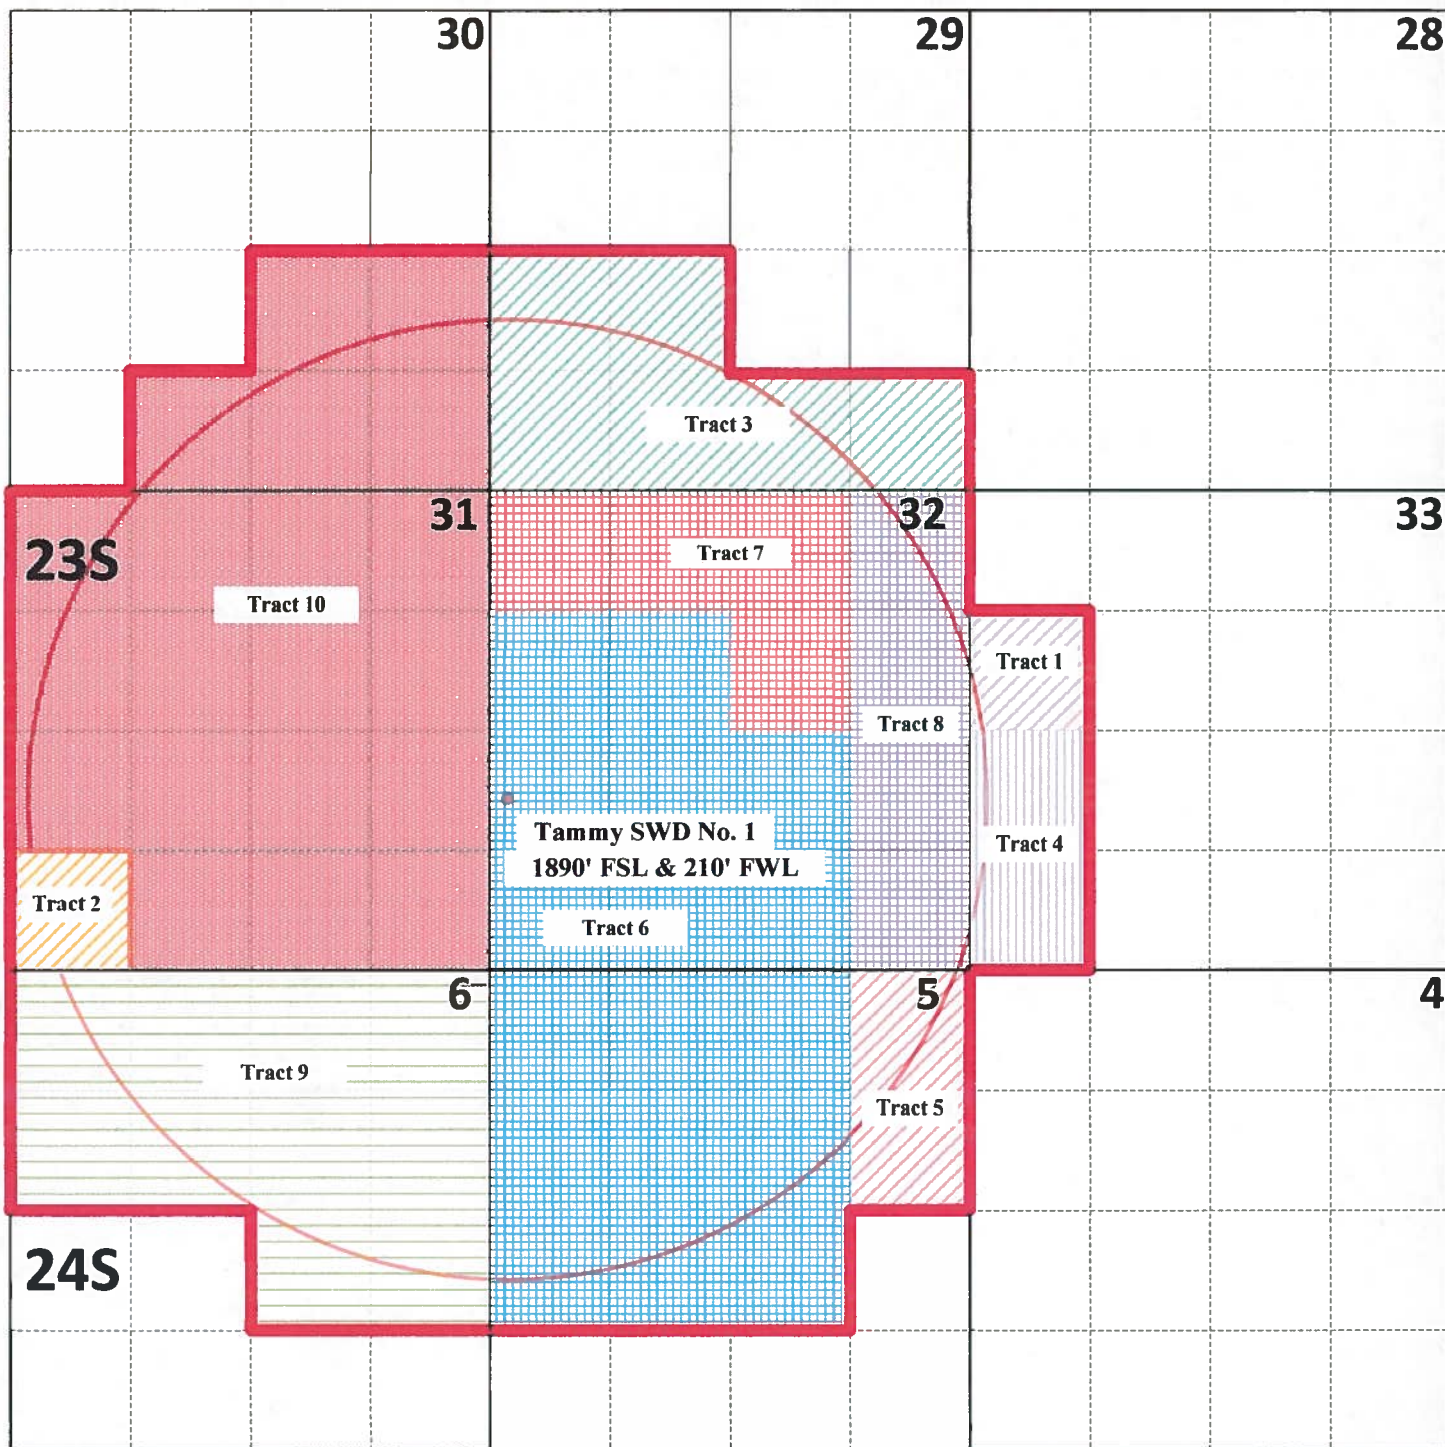 30
29
28
Tract 3
31
32
33
23S
Tract 7
Tract 10
Tract 1
Tract 8
Tammy SWD No. 1
1890' FSL & 210' FWL
Tract 4
Tract 2
Tract 6
6
5
4
Tract 9
Tract 5
24S